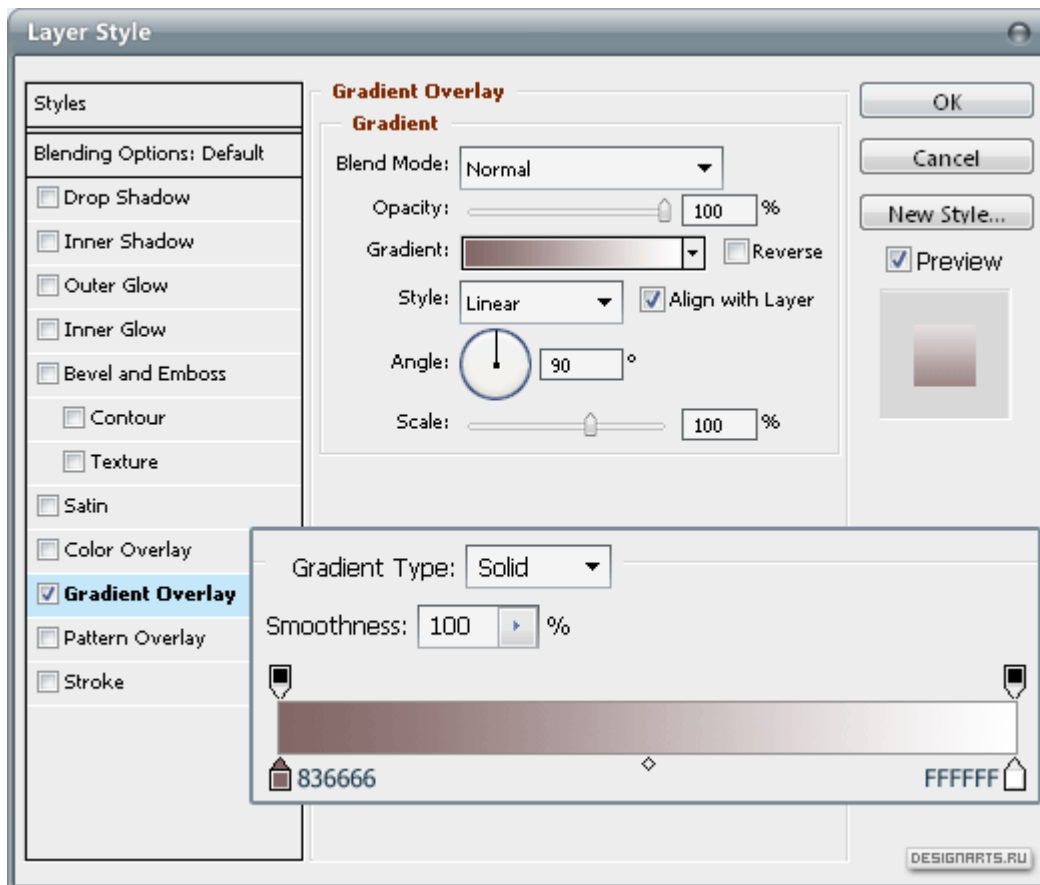 Layer Style
Styles
Blending Options: Default
Drop Shadow
Inner Shadow
Outer Glow
Inner Glow
Bevel and Emboss
Contour
Texture
Satin
Color Overlay
Gradient Overlay
Pattern Overlay
Stroke
Gradient Overlay
Gradient
Blend Mode: Normal
Opacity: 100 %
Gradient: Reverse
Style: Linear Align with Layer
Angle: 90 °
Scale: 100 %
OK
Cancel
New Style...
Preview
Gradient Type: Solid
Smoothness: 100 %
836666 FFFFFF
DESIGNARTS.RU